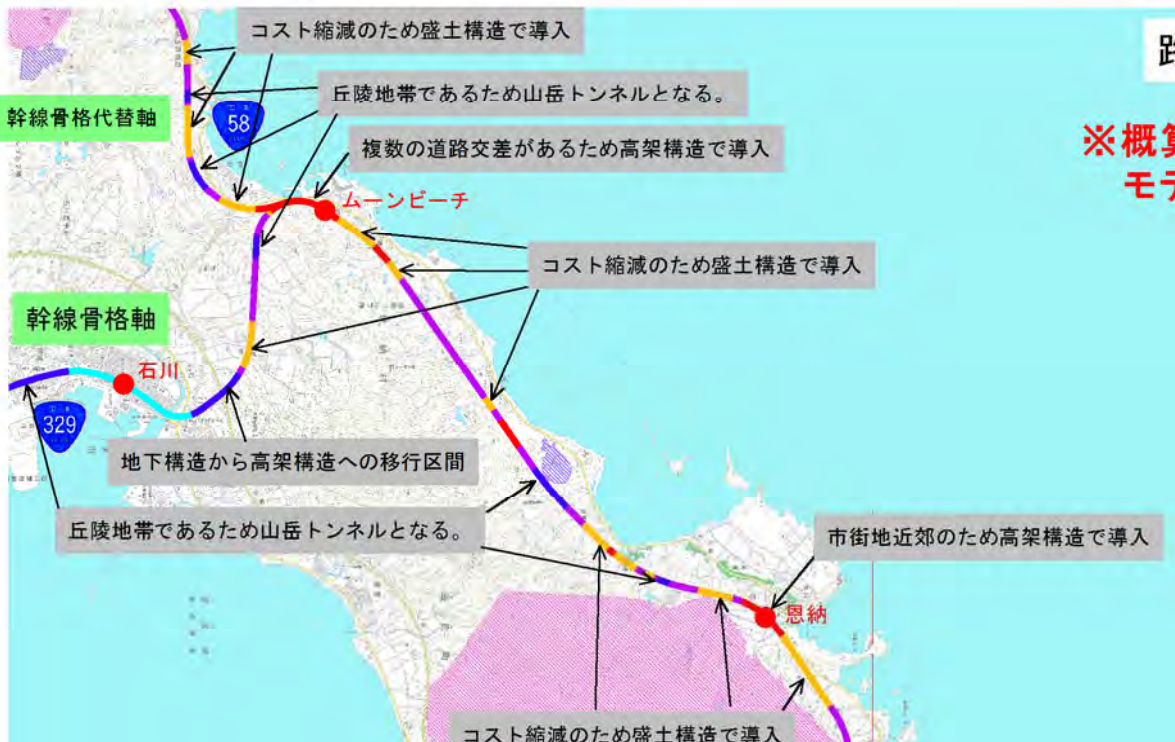 コスト縮減のため盛土構造で導入
路
丘陵地帯であるため山岳トンネルとなる。
幹線骨格代替軸
58
※概算
モデ
複数の道路交差があるため高架構造で導入
ムーンビーチ
コスト縮減のため盛土構造で導入
幹線骨格軸
石川
329
地下構造から高架構造への移行区間
丘陵地帯であるため山岳トンネルとなる。
市街地近郊のため高架構造で導入
恩納
コスト縮減のため盛土構造で導入